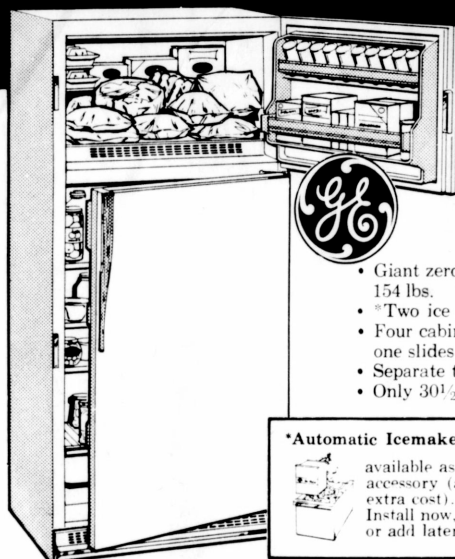 GE
• Giant zero
154 lbs.
• *Two ice
• Four cabin
one slides
• Separate t
• Only 30½
*Automatic Icemake
available as
accessory (a
extra cost).
Install now,
or add later